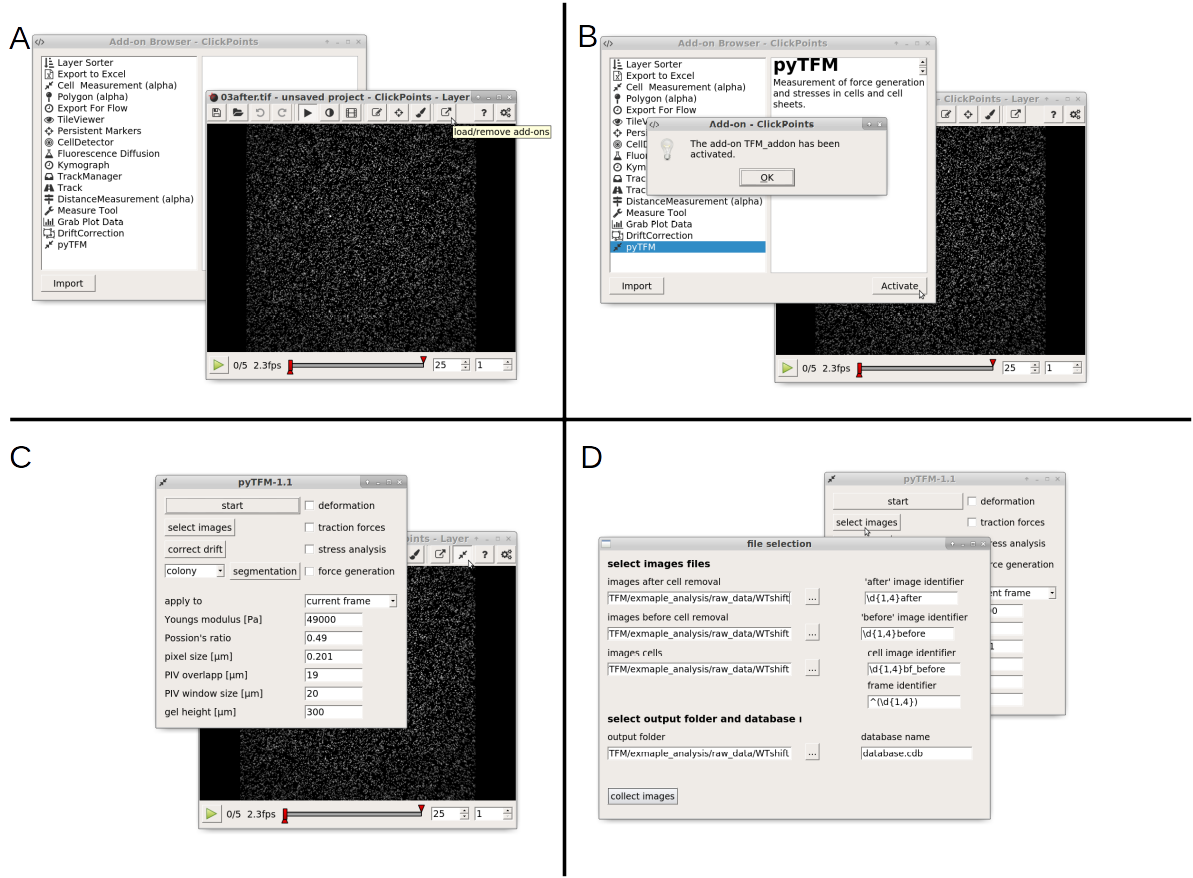 A
Add-on Browser - ClickPoints
Layer Sorter
Export to Excel
Cell Measurement (alpha)
Polygon (alpha)
Export For Flow
TileViewer
Persistent Markers
CellDetector
Fluorescence Diffusion
Kymograph
TrackManager
Track
DistanceMeasurement (alpha)
Measure Tool
Grab Plot Data
DriftCorrection
pyTFM
Import
03after.tif - unsaved project - ClickPoints - Layer
?
load/remove add-ons
0/5 2.3fps
25
1
B
Add-on Browser - ClickPoints
Layer Sorter
Export to Excel
Cell Measurement (alpha)
Polygon (alpha)
Export For Flow
TileV
Pers
CellD
Fluor
Kym
Trac
Trac
DistanceMeasurement (alpha)
Measure Tool
Grab Plot Data
DriftCorrection
pyTFM
Import
pyTFM
Measurement of force generation
and stresses in cells and cell
sheets.
Activate
Add-on - ClickPoints
The add-on TFM_addon has been
activated.
OK
- ClickPoints - Layer
?
0/5 2.3fps
25
1
C
pyTFM-1.1
start
deformation
select images
traction forces
correct drift
stress analysis
colony
segmentation
force generation
apply to
current frame
Youngs modulus [Pa]
49000
Possion's ratio
0.49
pixel size [µm]
0.201
PIV overlapp [µm]
19
PIV window size [µm]
20
gel height [µm]
300
ints - Layer
?
0/5 2.3fps
25
1
D
pyTFM-1.1
start
deformation
select images
traction forces
stress analysis
force generation
ent frame
file selection
select images files
images after cell removal
'after' image identifier
TFM/exmaple_analysis/raw_data/WTshift
...
\d{1,4}after
images before cell removal
'before' image identifier
TFM/exmaple_analysis/raw_data/WTshift
...
\d{1,4}before
images cells
cell image identifier
TFM/exmaple_analysis/raw_data/WTshift
...
\d{1,4}bf_before
frame identifier
^(\d{1,4})
select output folder and database
output folder
database name
TFM/exmaple_analysis/raw_data/WTshift
...
database.cdb
collect images